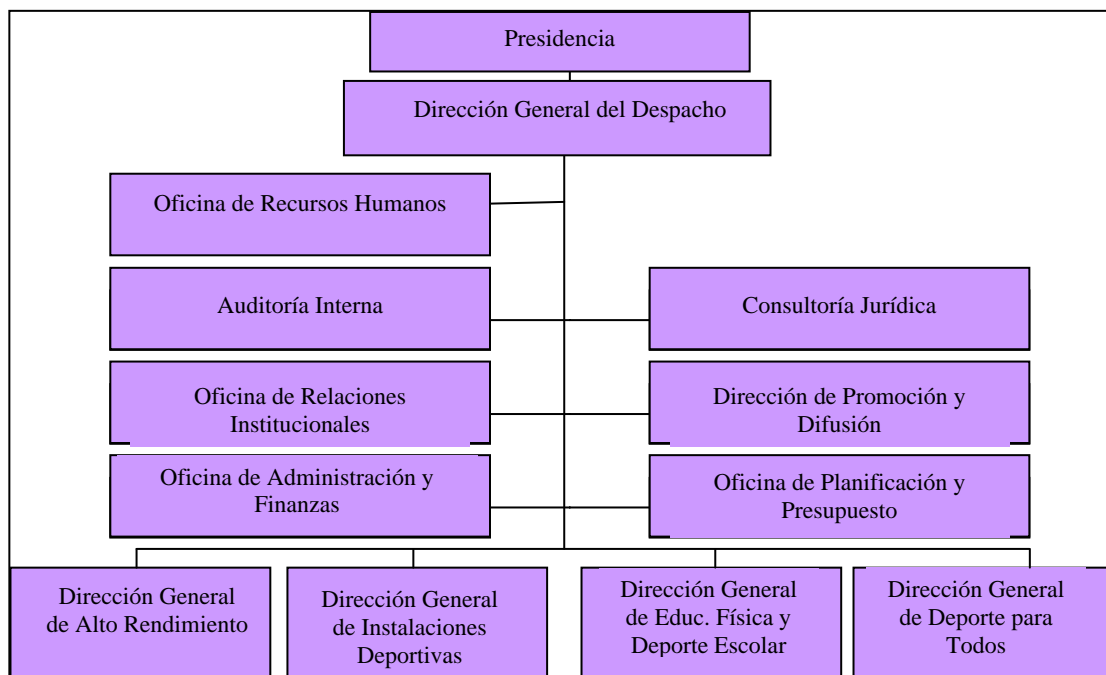 Presidencia
Dirección General del Despacho
Oficina de Recursos Humanos
Auditoría Interna
Consultoría Jurídica
Oficina de Relaciones
Institucionales
Dirección de Promoción y
Difusión
Oficina de Administración y
Finanzas
Oficina de Planificación y
Presupuesto
Dirección General
de Alto Rendimiento
Dirección General
de Instalaciones
Deportivas
Dirección General
de Educ. Física y
Deporte Escolar
Dirección General
de Deporte para
Todos